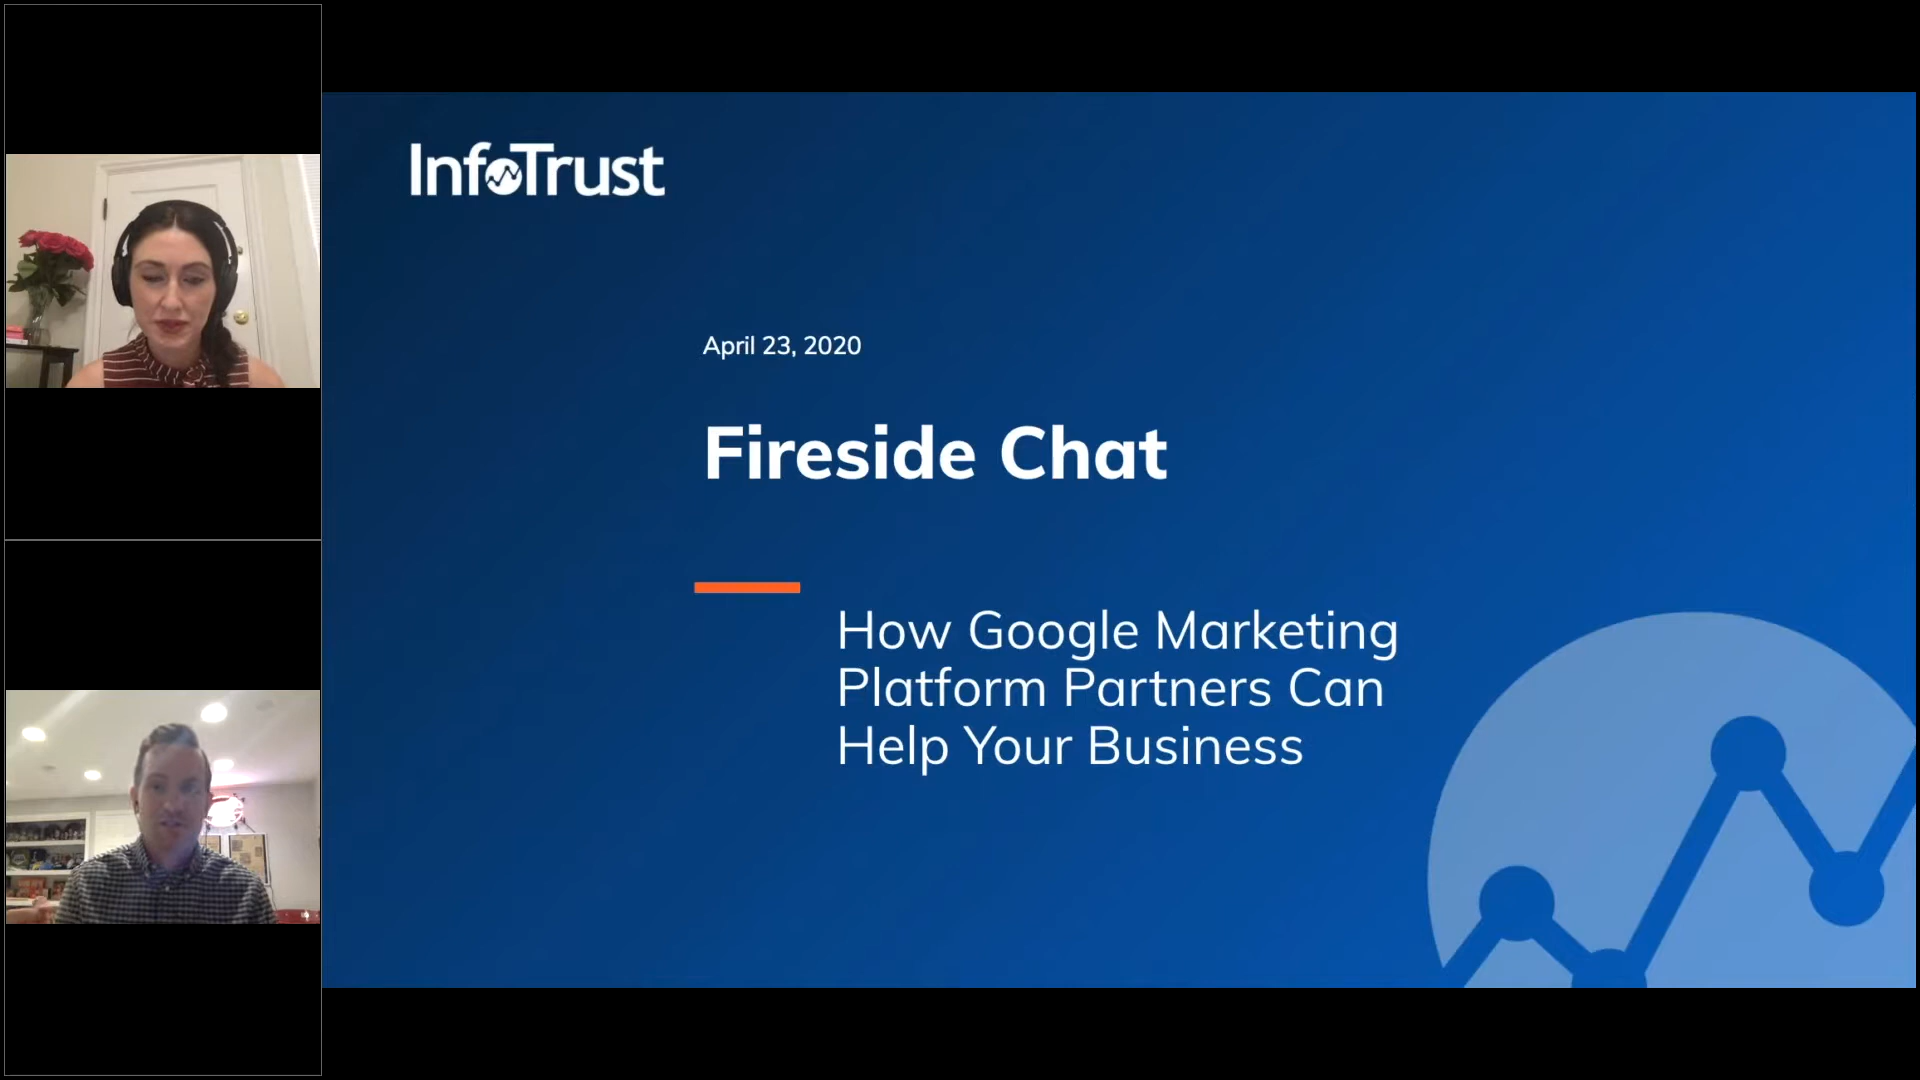 InfoTrust
April 23, 2020
Fireside Chat
How Google Marketing
Platform Partners Can
Help Your Business